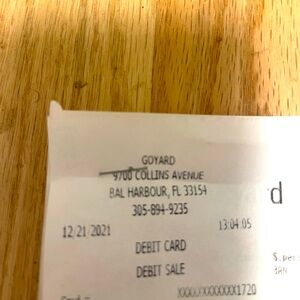 GOYARD
9700 COLLINS AVENUE
BAL HARBOUR, FL 33154
305-894-9235
12/21/2021 13:04:05
DEBIT CARD
DEBIT SALE
XXXXXXXXXXXX1720